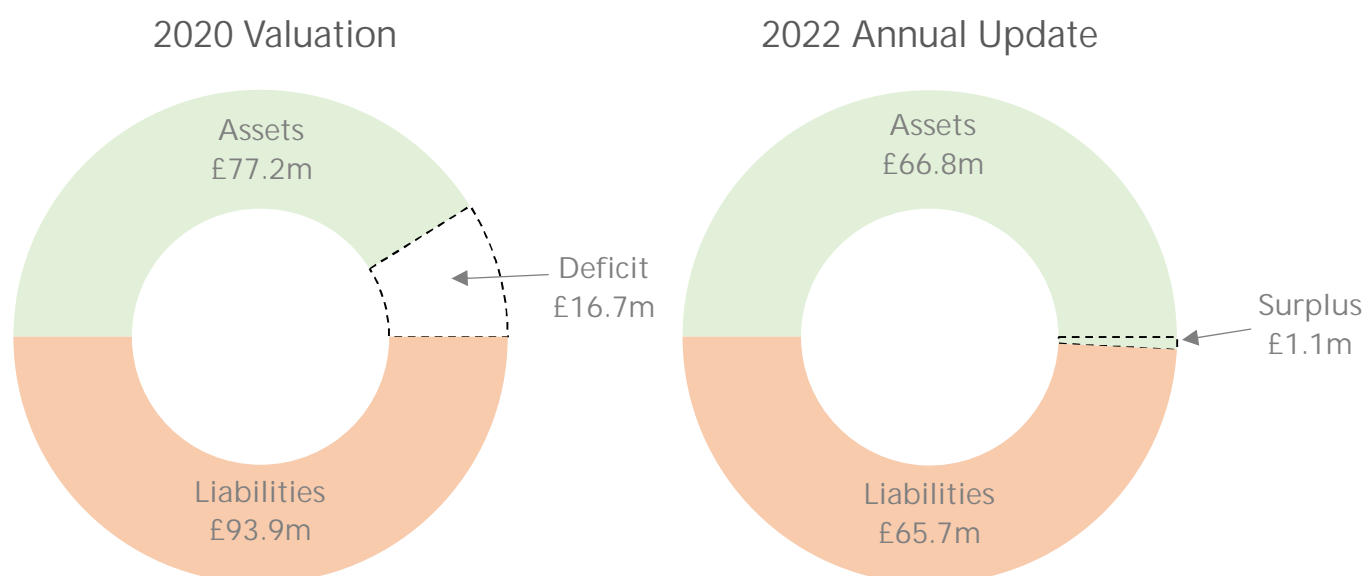 2020 Valuation
Assets
£77.2m
Deficit
£16.7m
Liabilities
£93.9m
2022 Annual Update
Assets
£66.8m
Surplus
£1.1m
Liabilities
£65.7m